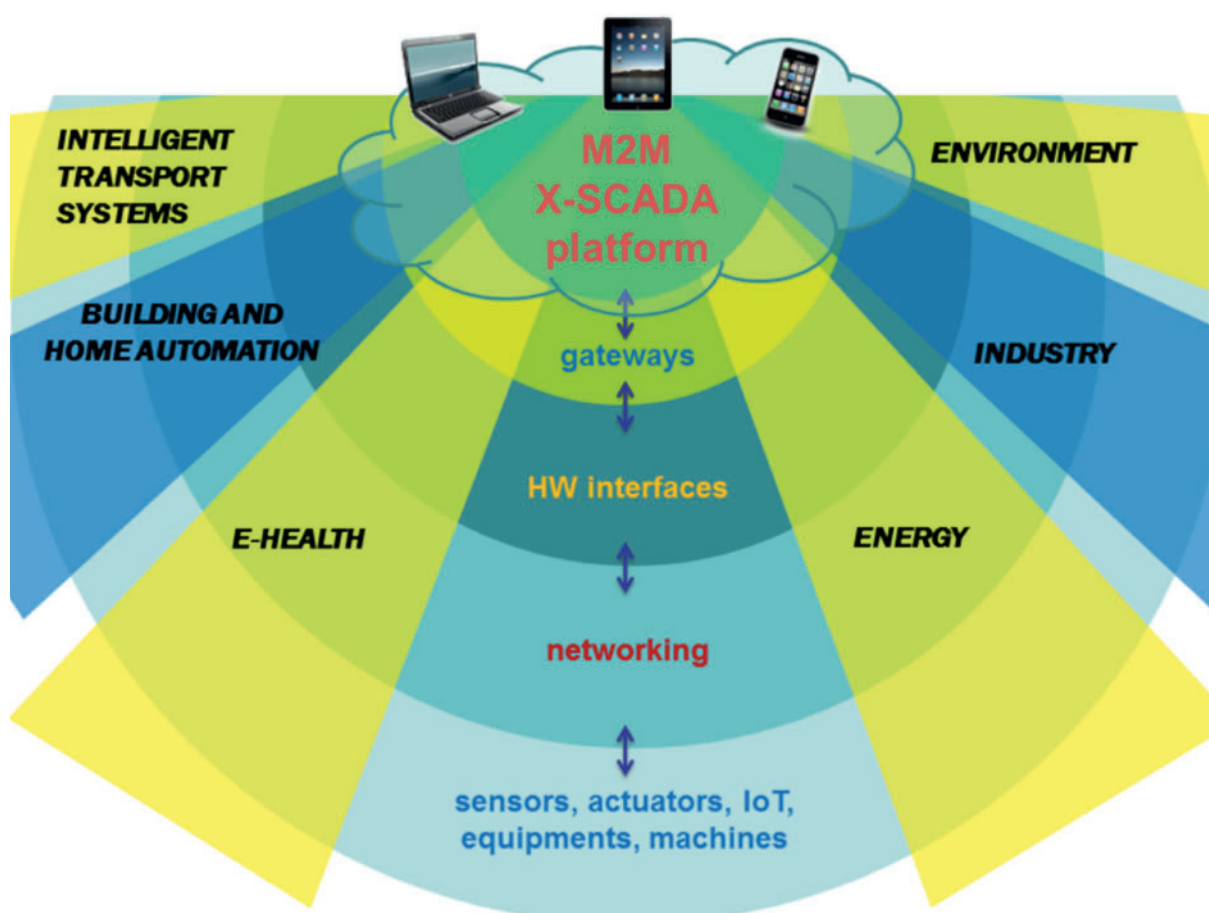 M2M
X-SCADA
platform
INTELLIGENT
TRANSPORT
SYSTEMS
ENVIRONMENT
BUILDING AND
HOME AUTOMATION
INDUSTRY
gateways
HW interfaces
E-HEALTH
ENERGY
networking
sensors, actuators, IoT,
equipments, machines